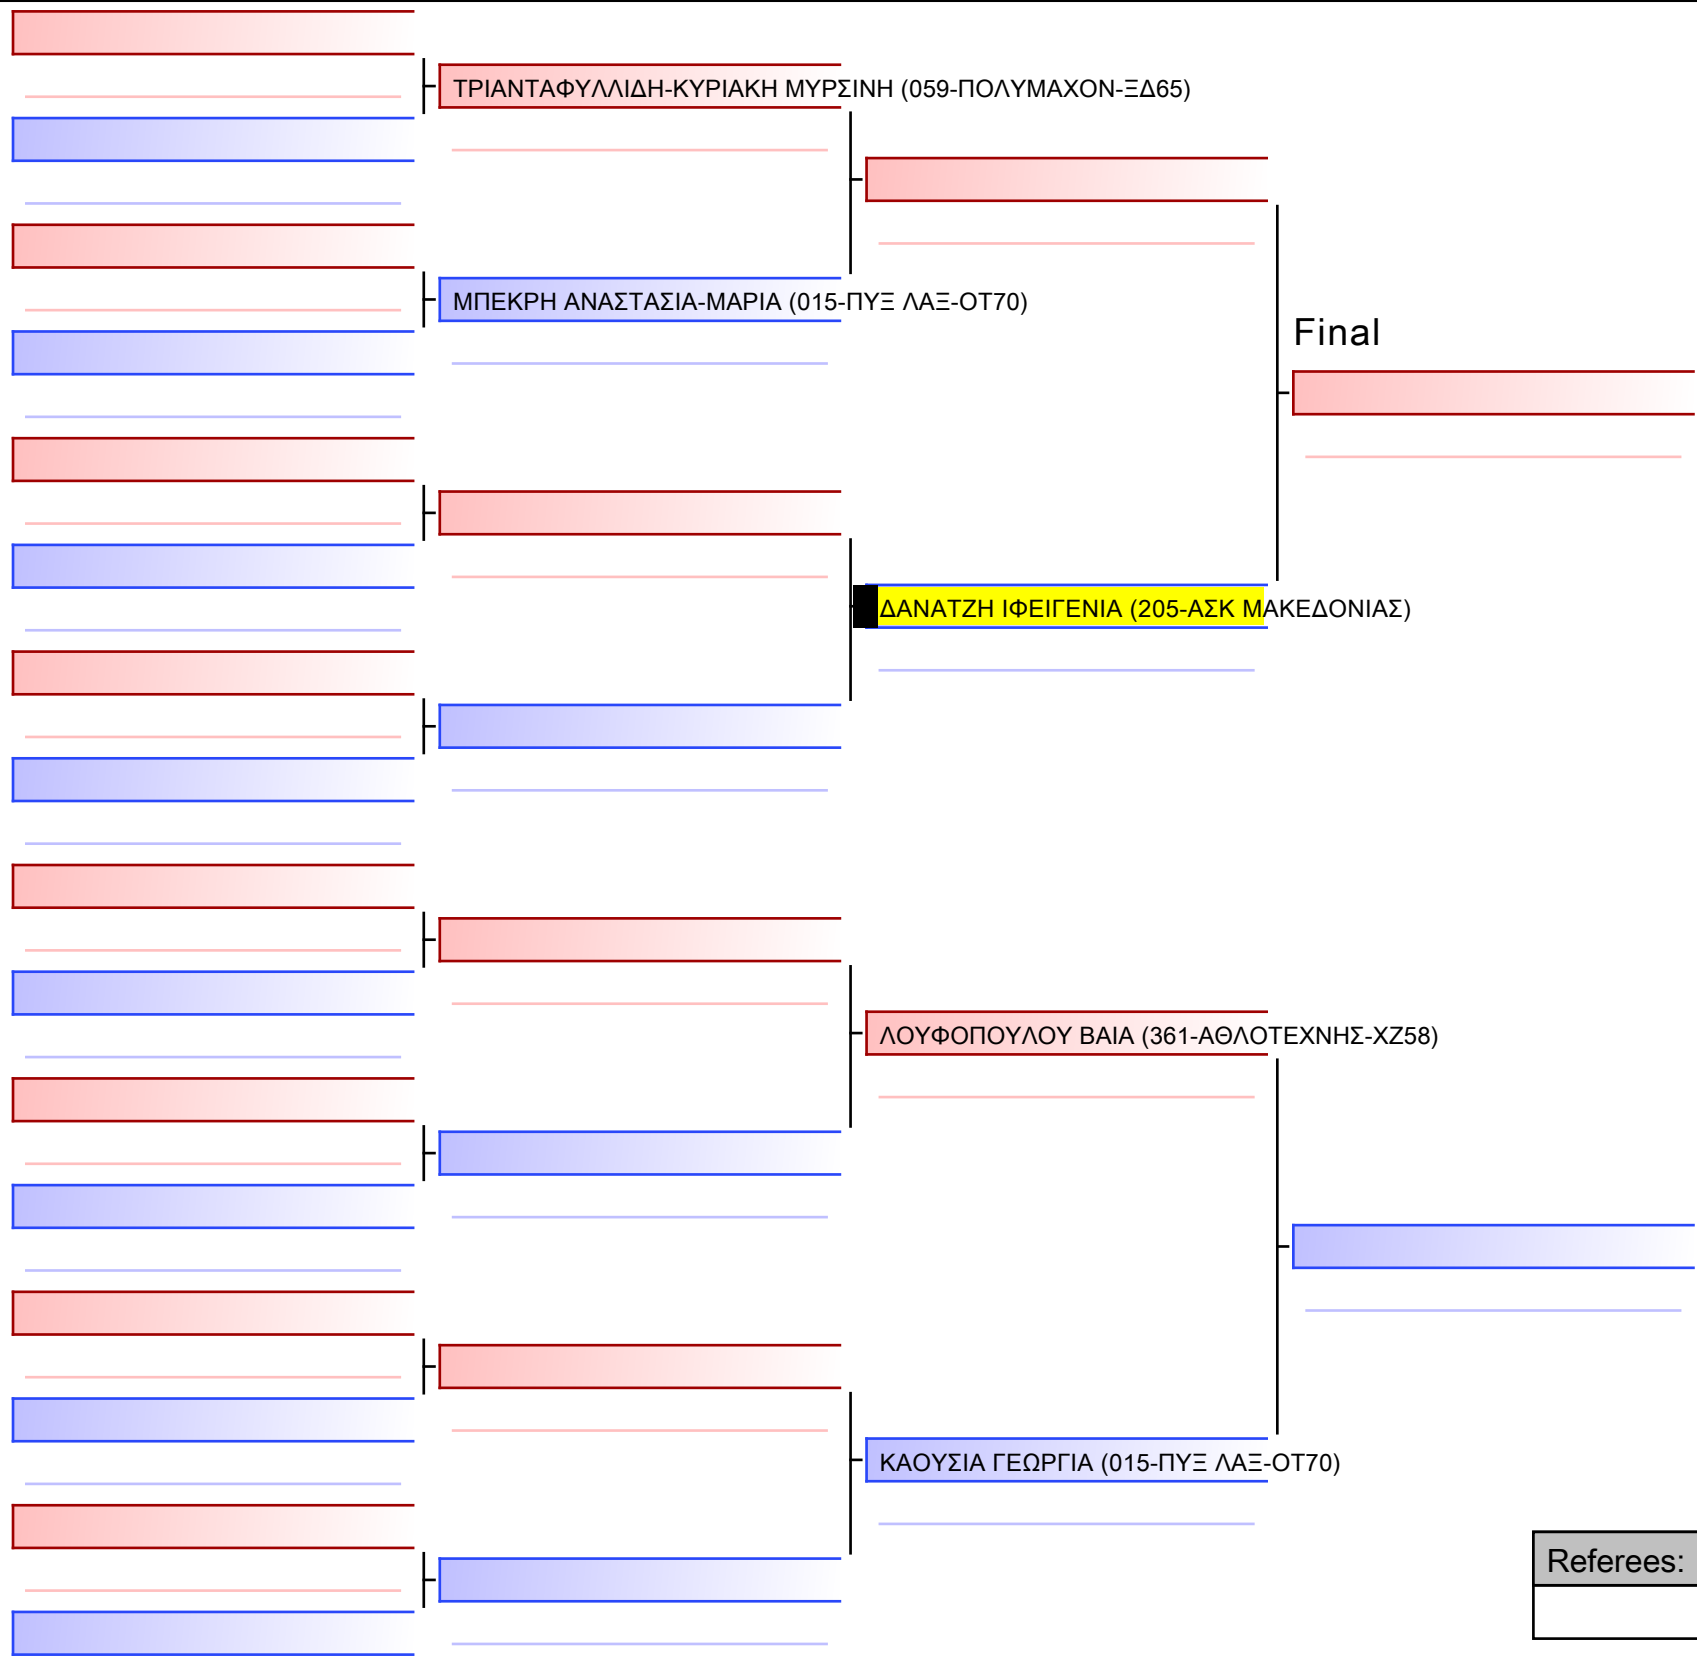 ΤΡΙΑΝΤΑΦΥΛΛΙΔΗ-ΚΥΡΙΑΚΗ ΜΥΡΣΙΝΗ (059-ΠΟΛΥΜΑΧΟΝ-ΞΔ65)
ΜΠΕΚΡΗ ΑΝΑΣΤΑΣΙΑ-ΜΑΡΙΑ (015-ΠΥΞ ΛΑΞ-ΟΤ70)
Final
ΔΑΝΑΤΖΗ ΙΦΕΙΓΕΝΙΑ (205-ΑΣΚ ΜΑΚΕΔΟΝΙΑΣ)
ΛΟΥΦΟΠΟΥΛΟΥ ΒΑΙΑ (361-ΑΘΛΟΤΕΧΝΗΣ-ΧΖ58)
ΚΑΟΥΣΙΑ ΓΕΩΡΓΙΑ (015-ΠΥΞ ΛΑΞ-ΟΤ70)
Referees: